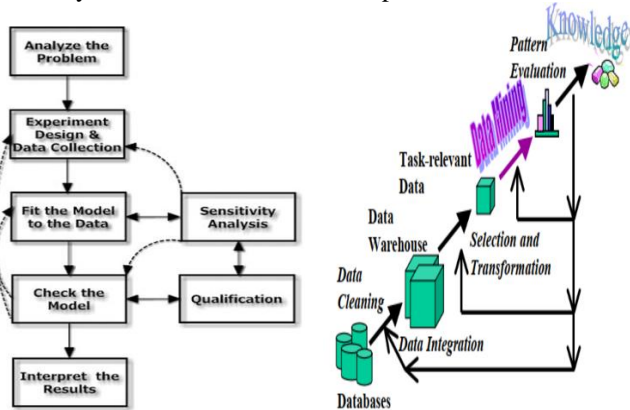 Analyze the
Problem
Experiment
Design &
Data Collection
Fit the Model
to the Data
Sensitivity
Analysis
Check the
Model
Qualification
Interpret the
Results
Knowledge
Pattern
Evaluation
Data Mining
Task-relevant
Data
Data
Warehouse
Selection and
Transformation
Data
Cleaning
Data Integration
Databases